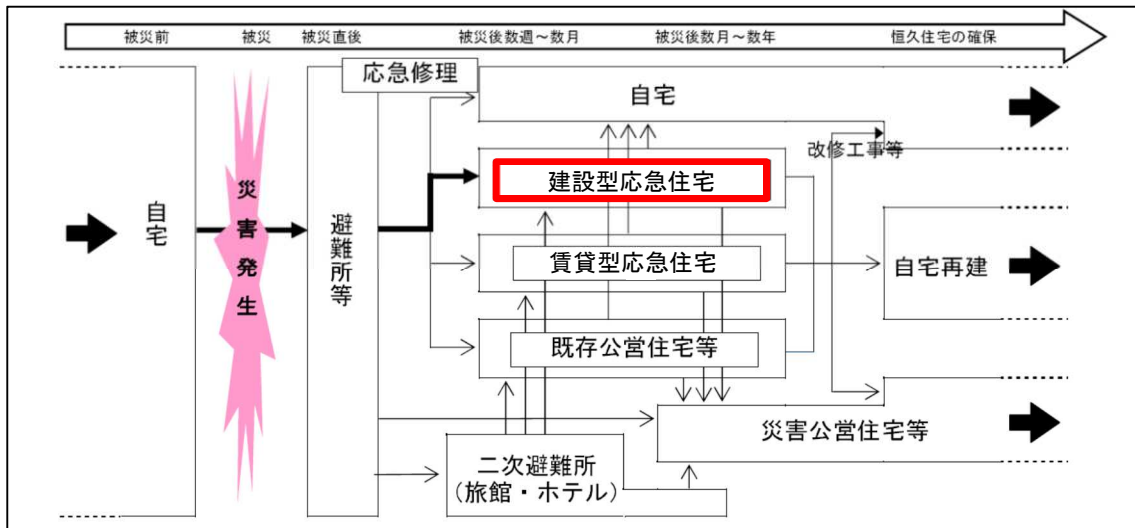 被災前 被災 被災直後 被災後数週～数月 被災後数月～数年 恒久住宅の確保
応急修理
自宅
改修工事等
建設型応急住宅
災害発生
自宅
避難所等
賃貸型応急住宅
自宅再建
既存公営住宅等
災害公営住宅等
二次避難所
(旅館・ホテル)